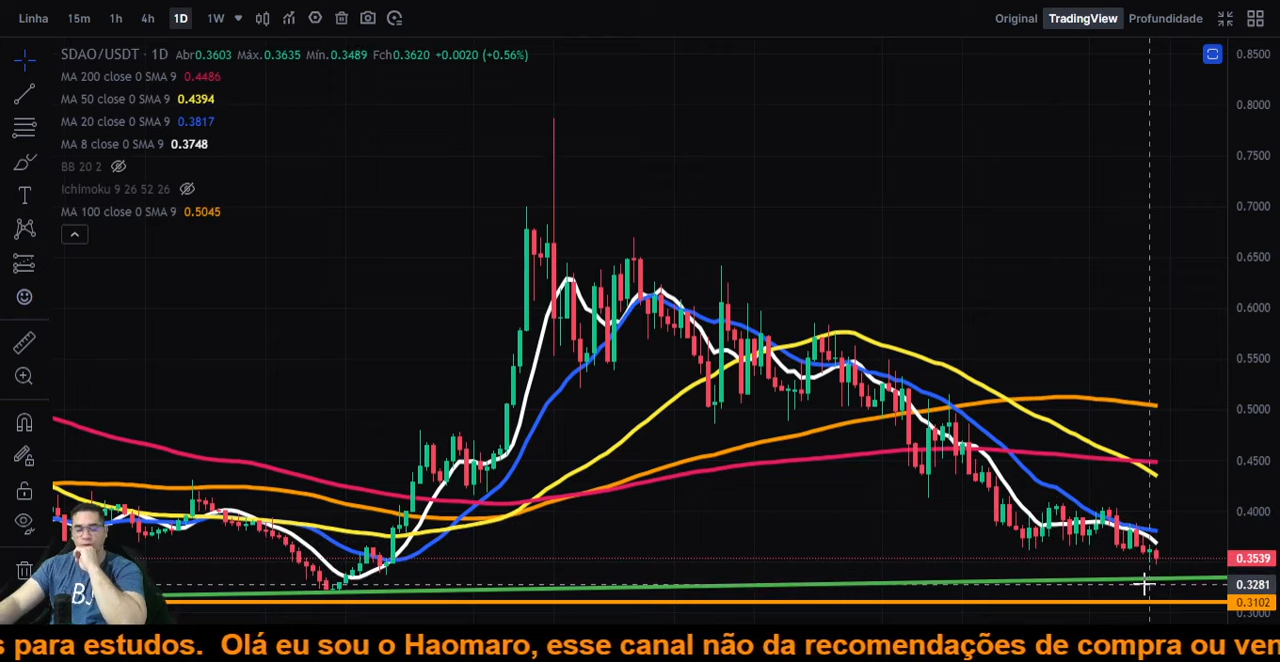 Linha 15m 1h 4h 1D 1W Original TradingView Profundidade
SDAO/USDT · 1D Abr0.3603 Máx.0.3635 Mín.0.3489 Fch0.3620 +0.0020 (+0.56%)
MA 200 close 0 SMA 9 0.4486
MA 50 close 0 SMA 9 0.4394
MA 20 close 0 SMA 9 0.3817
MA 8 close 0 SMA 9 0.3748
BB 20 2
Ichimoku 9 26 52 26
MA 100 close 0 SMA 9 0.5045
0.8500
0.8000
0.7500
0.7000
0.6500
0.6000
0.5500
0.5000
0.4500
0.4000
0.3539
0.3281
0.3102
0.3000
BJ
s para estudos. Olá eu sou o Haomaro, esse canal não da recomendações de compra ou ven